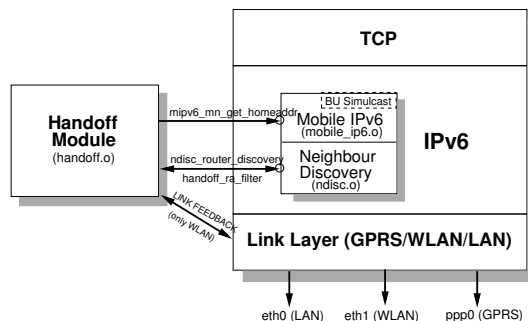 TCP
BU Simulcast
Handoff
Module
(handoff.o)
mipv6_mn_get_homeaddr
Mobile IPv6
(mobile_ip6.o)
IPv6
ndisc_router_discovery
handoff_ra_filter
Neighbour
Discovery
(ndisc.o)
LINK FEEDBACK
(only WLAN)
Link Layer (GPRS/WLAN/LAN)
eth0 (LAN) eth1 (WLAN) ppp0 (GPRS)